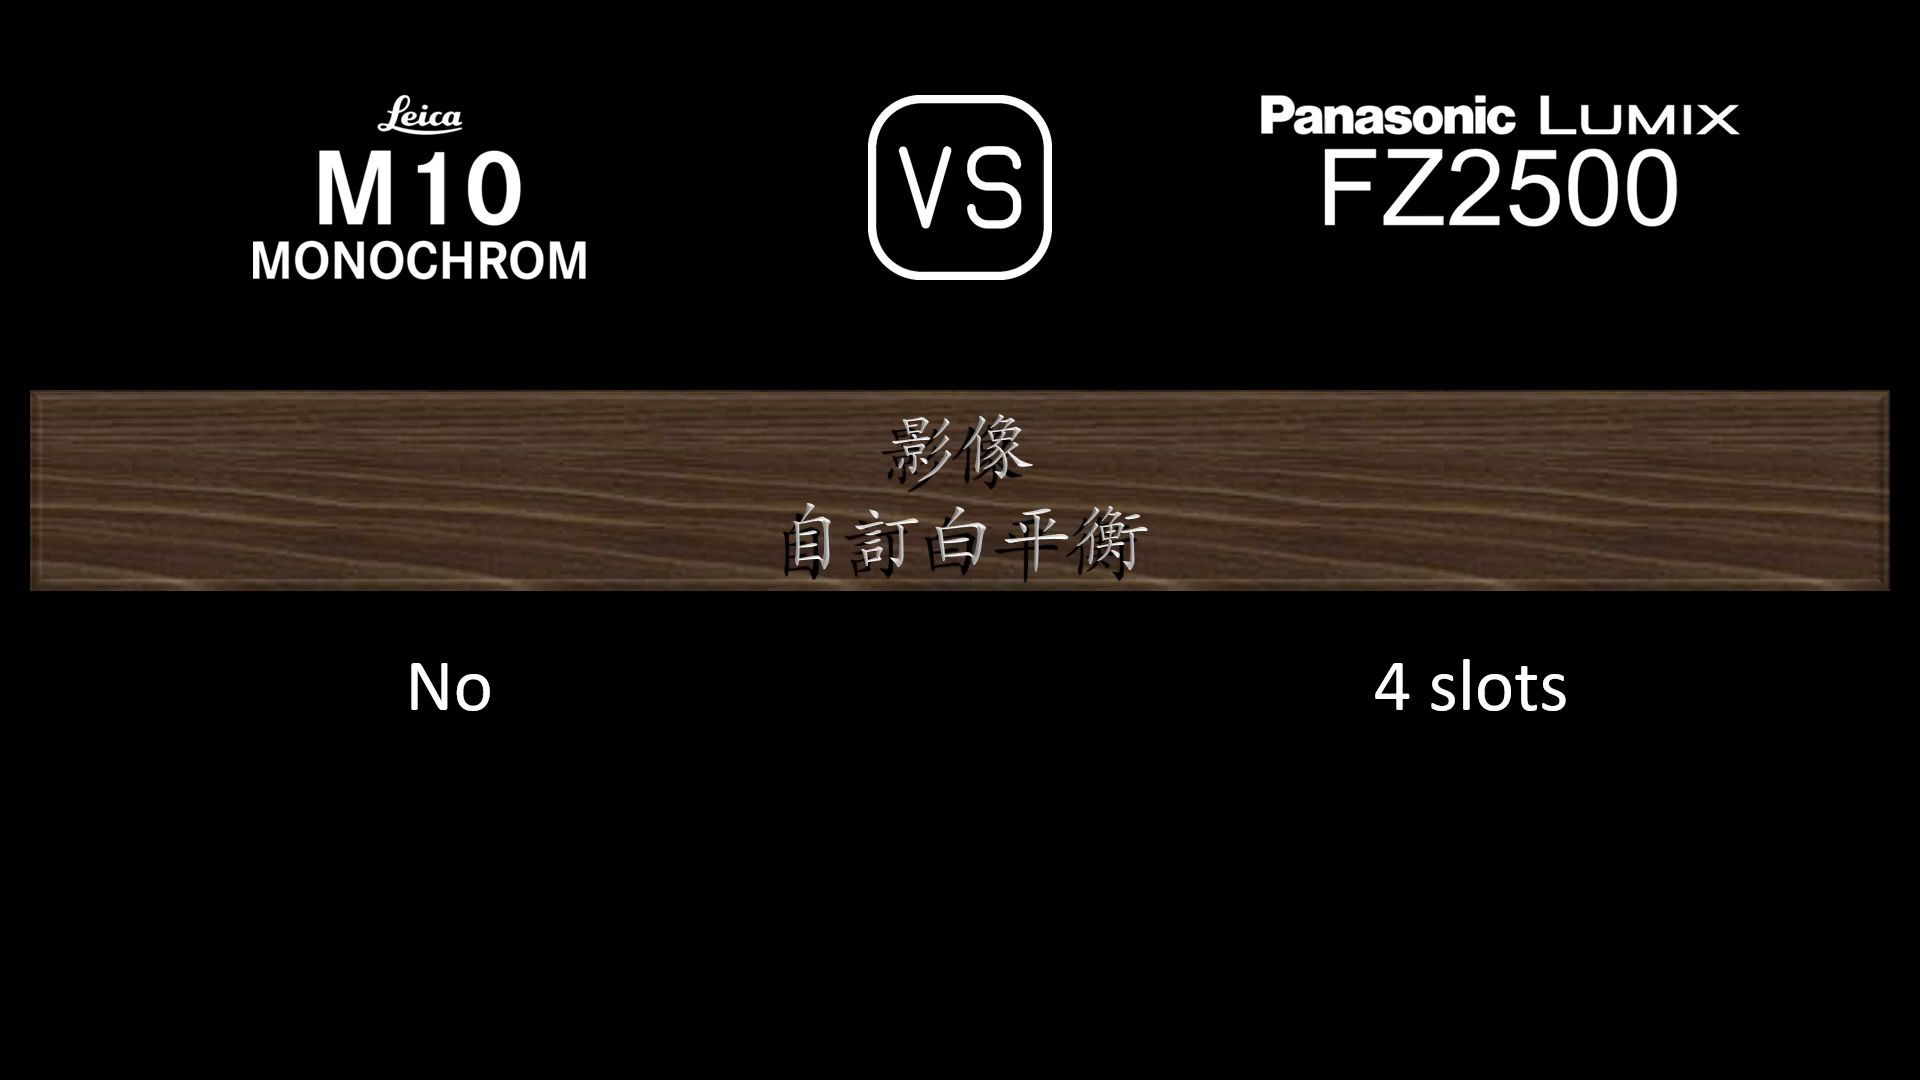 Leica
M10
MONOCHROM
VS
Panasonic LUMIX
FZ2500
影像
自訂白平衡
No
4 slots